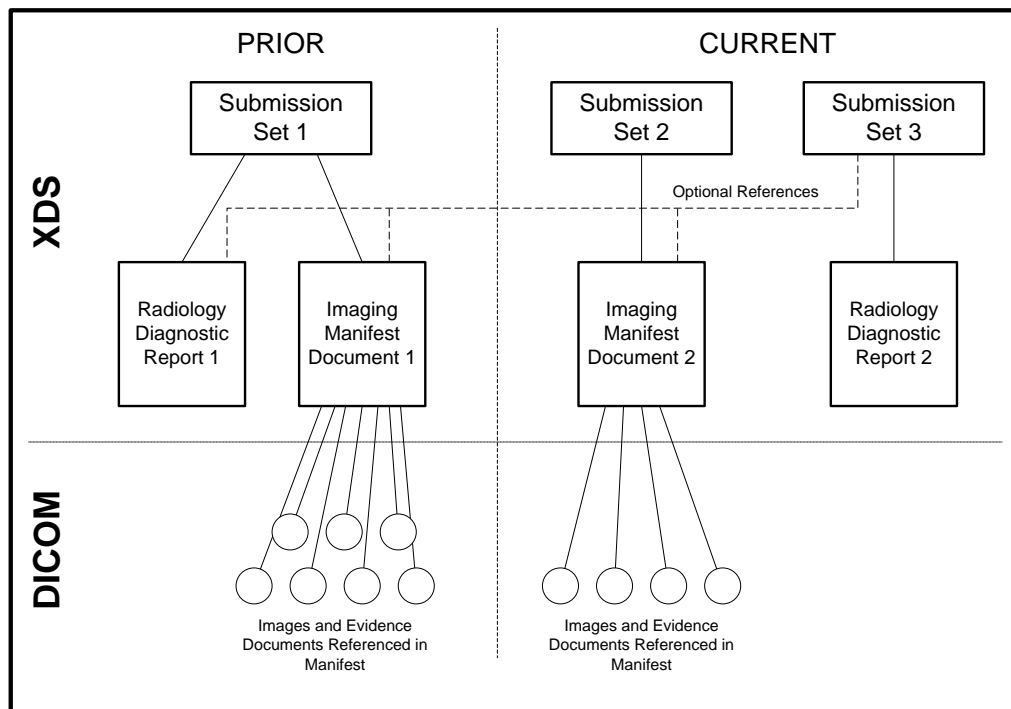 PRIOR
CURRENT
XDS
Submission
Set 1
Submission
Set 2
Submission
Set 3
Optional References
Radiology
Diagnostic
Report 1
Imaging
Manifest
Document 1
Imaging
Manifest
Document 2
Radiology
Diagnostic
Report 2
DICOM
Images and Evidence
Documents Referenced in
Manifest
Images and Evidence
Documents Referenced in
Manifest